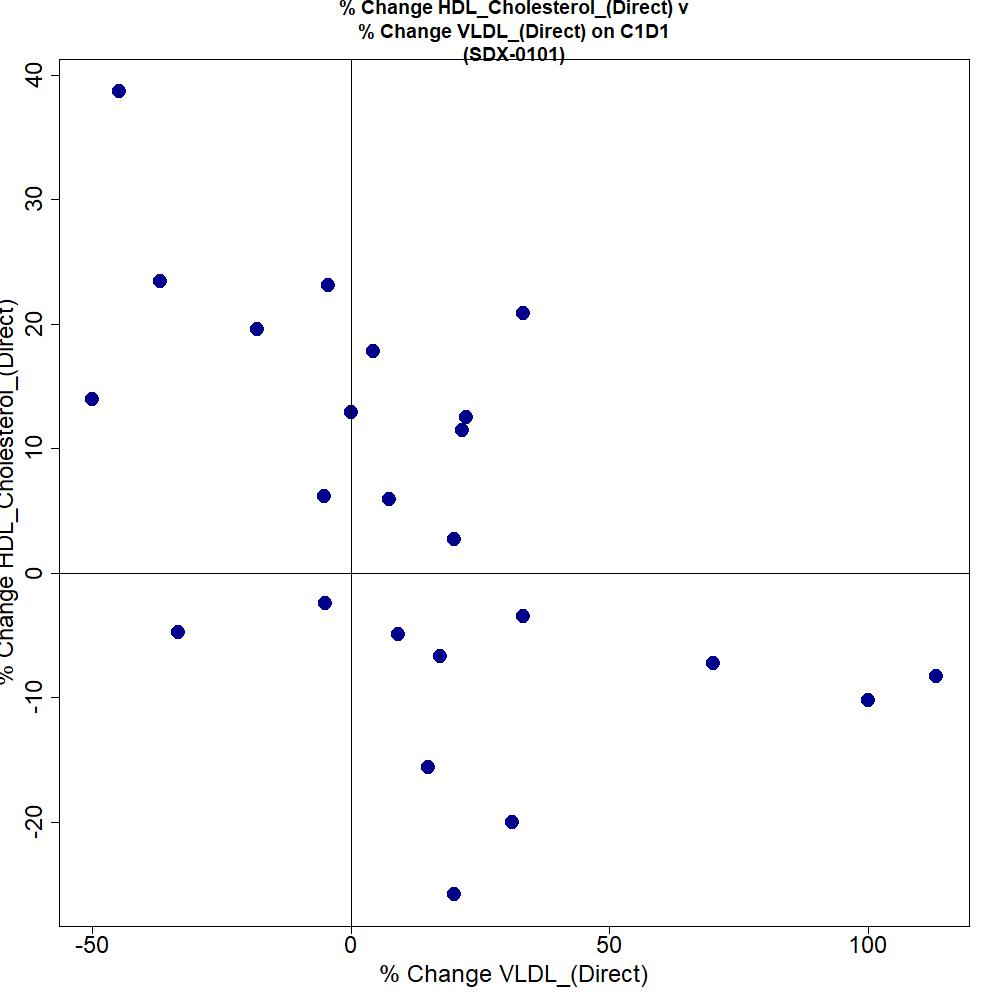 % Change HDL_Cholesterol_(Direct) v
% Change VLDL_(Direct) on C1D1
(SDX-0101)
40
30
20
10
0
-10
-20
% Change HDL_Cholesterol_(Direct)
-50
0
50
100
% Change VLDL_(Direct)